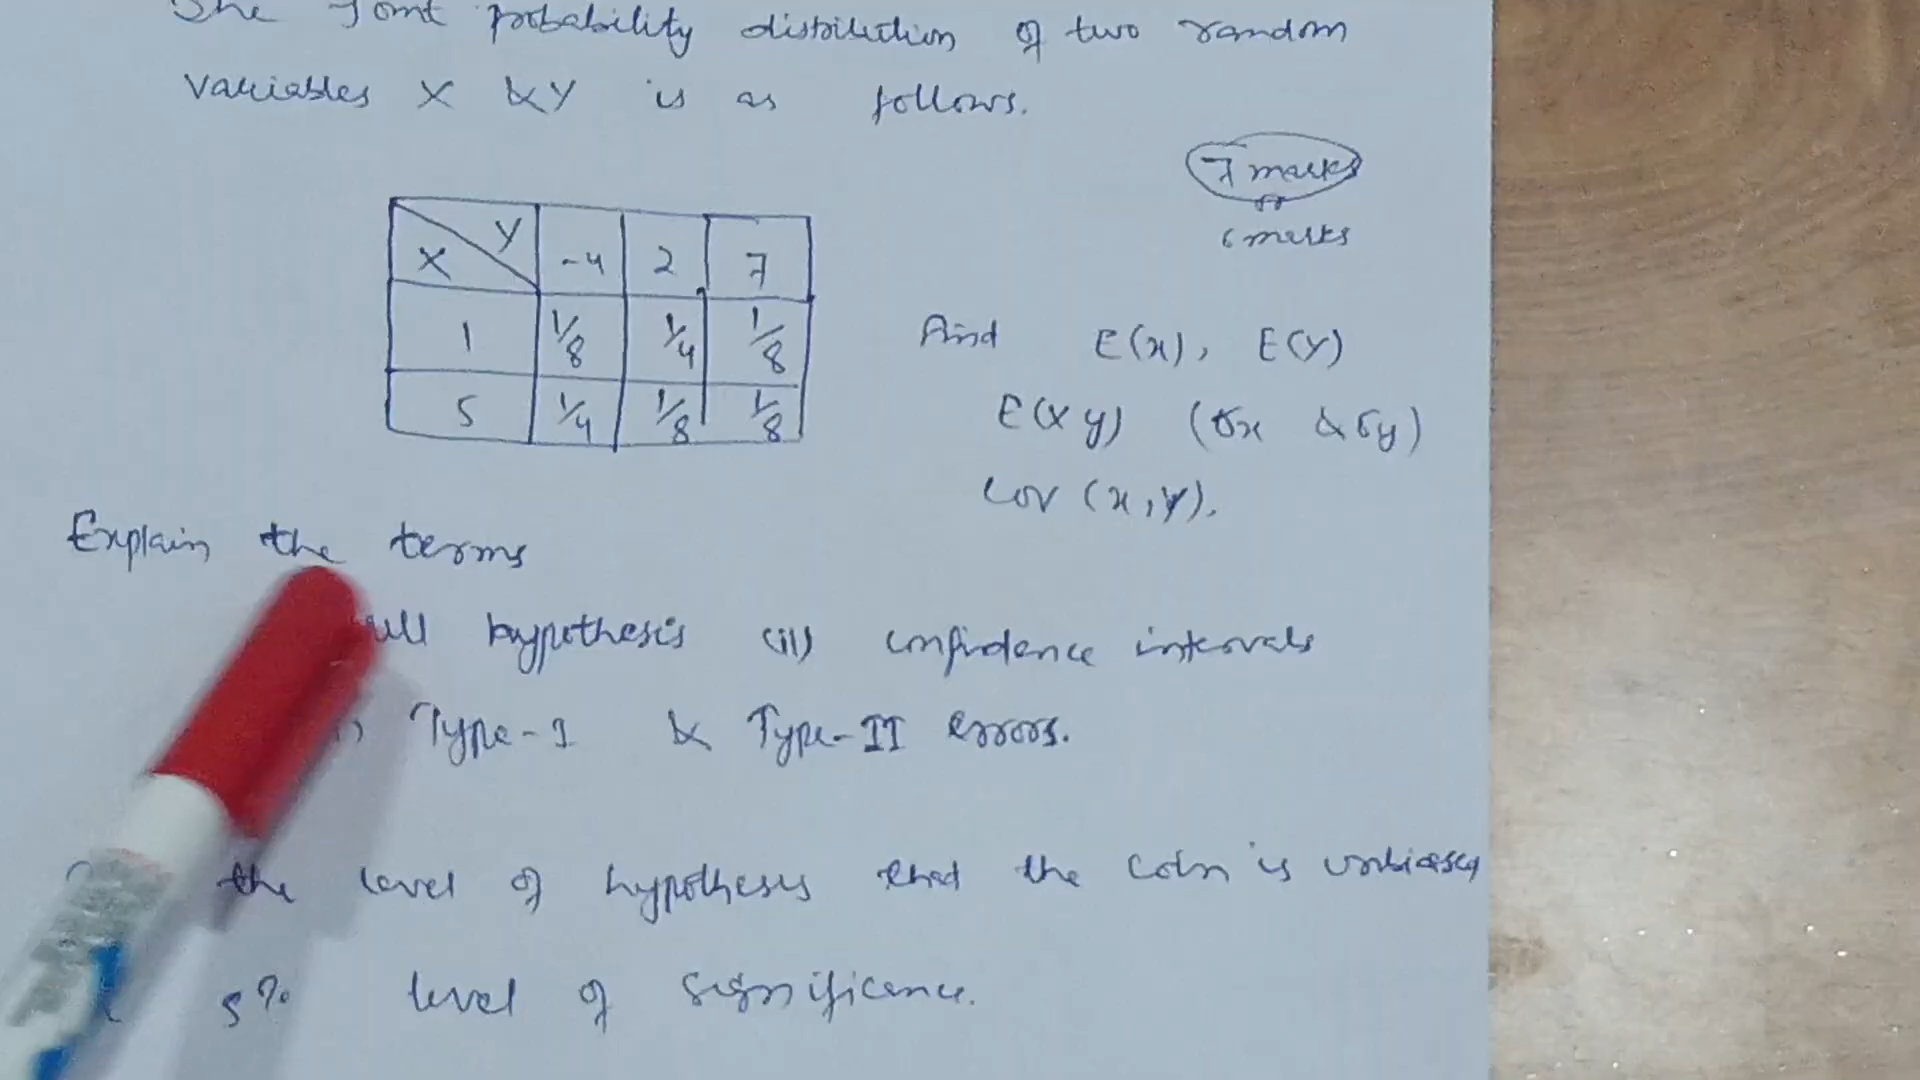 The Joint probability distribution of two random
variables X & Y is as follows.
7 marks
or
6 marks
X Y -4 2 7
1 1/8 1/4 1/8
5 1/4 1/8 1/8
Find E(x), E(Y)
E(XY) (σx & σy)
Cov (x,Y).
Explain the terms
hypothesis (ii) confidence intervals
Type-I & Type-II errors.
the level of hypothesis that the coin is
5% level of significance.